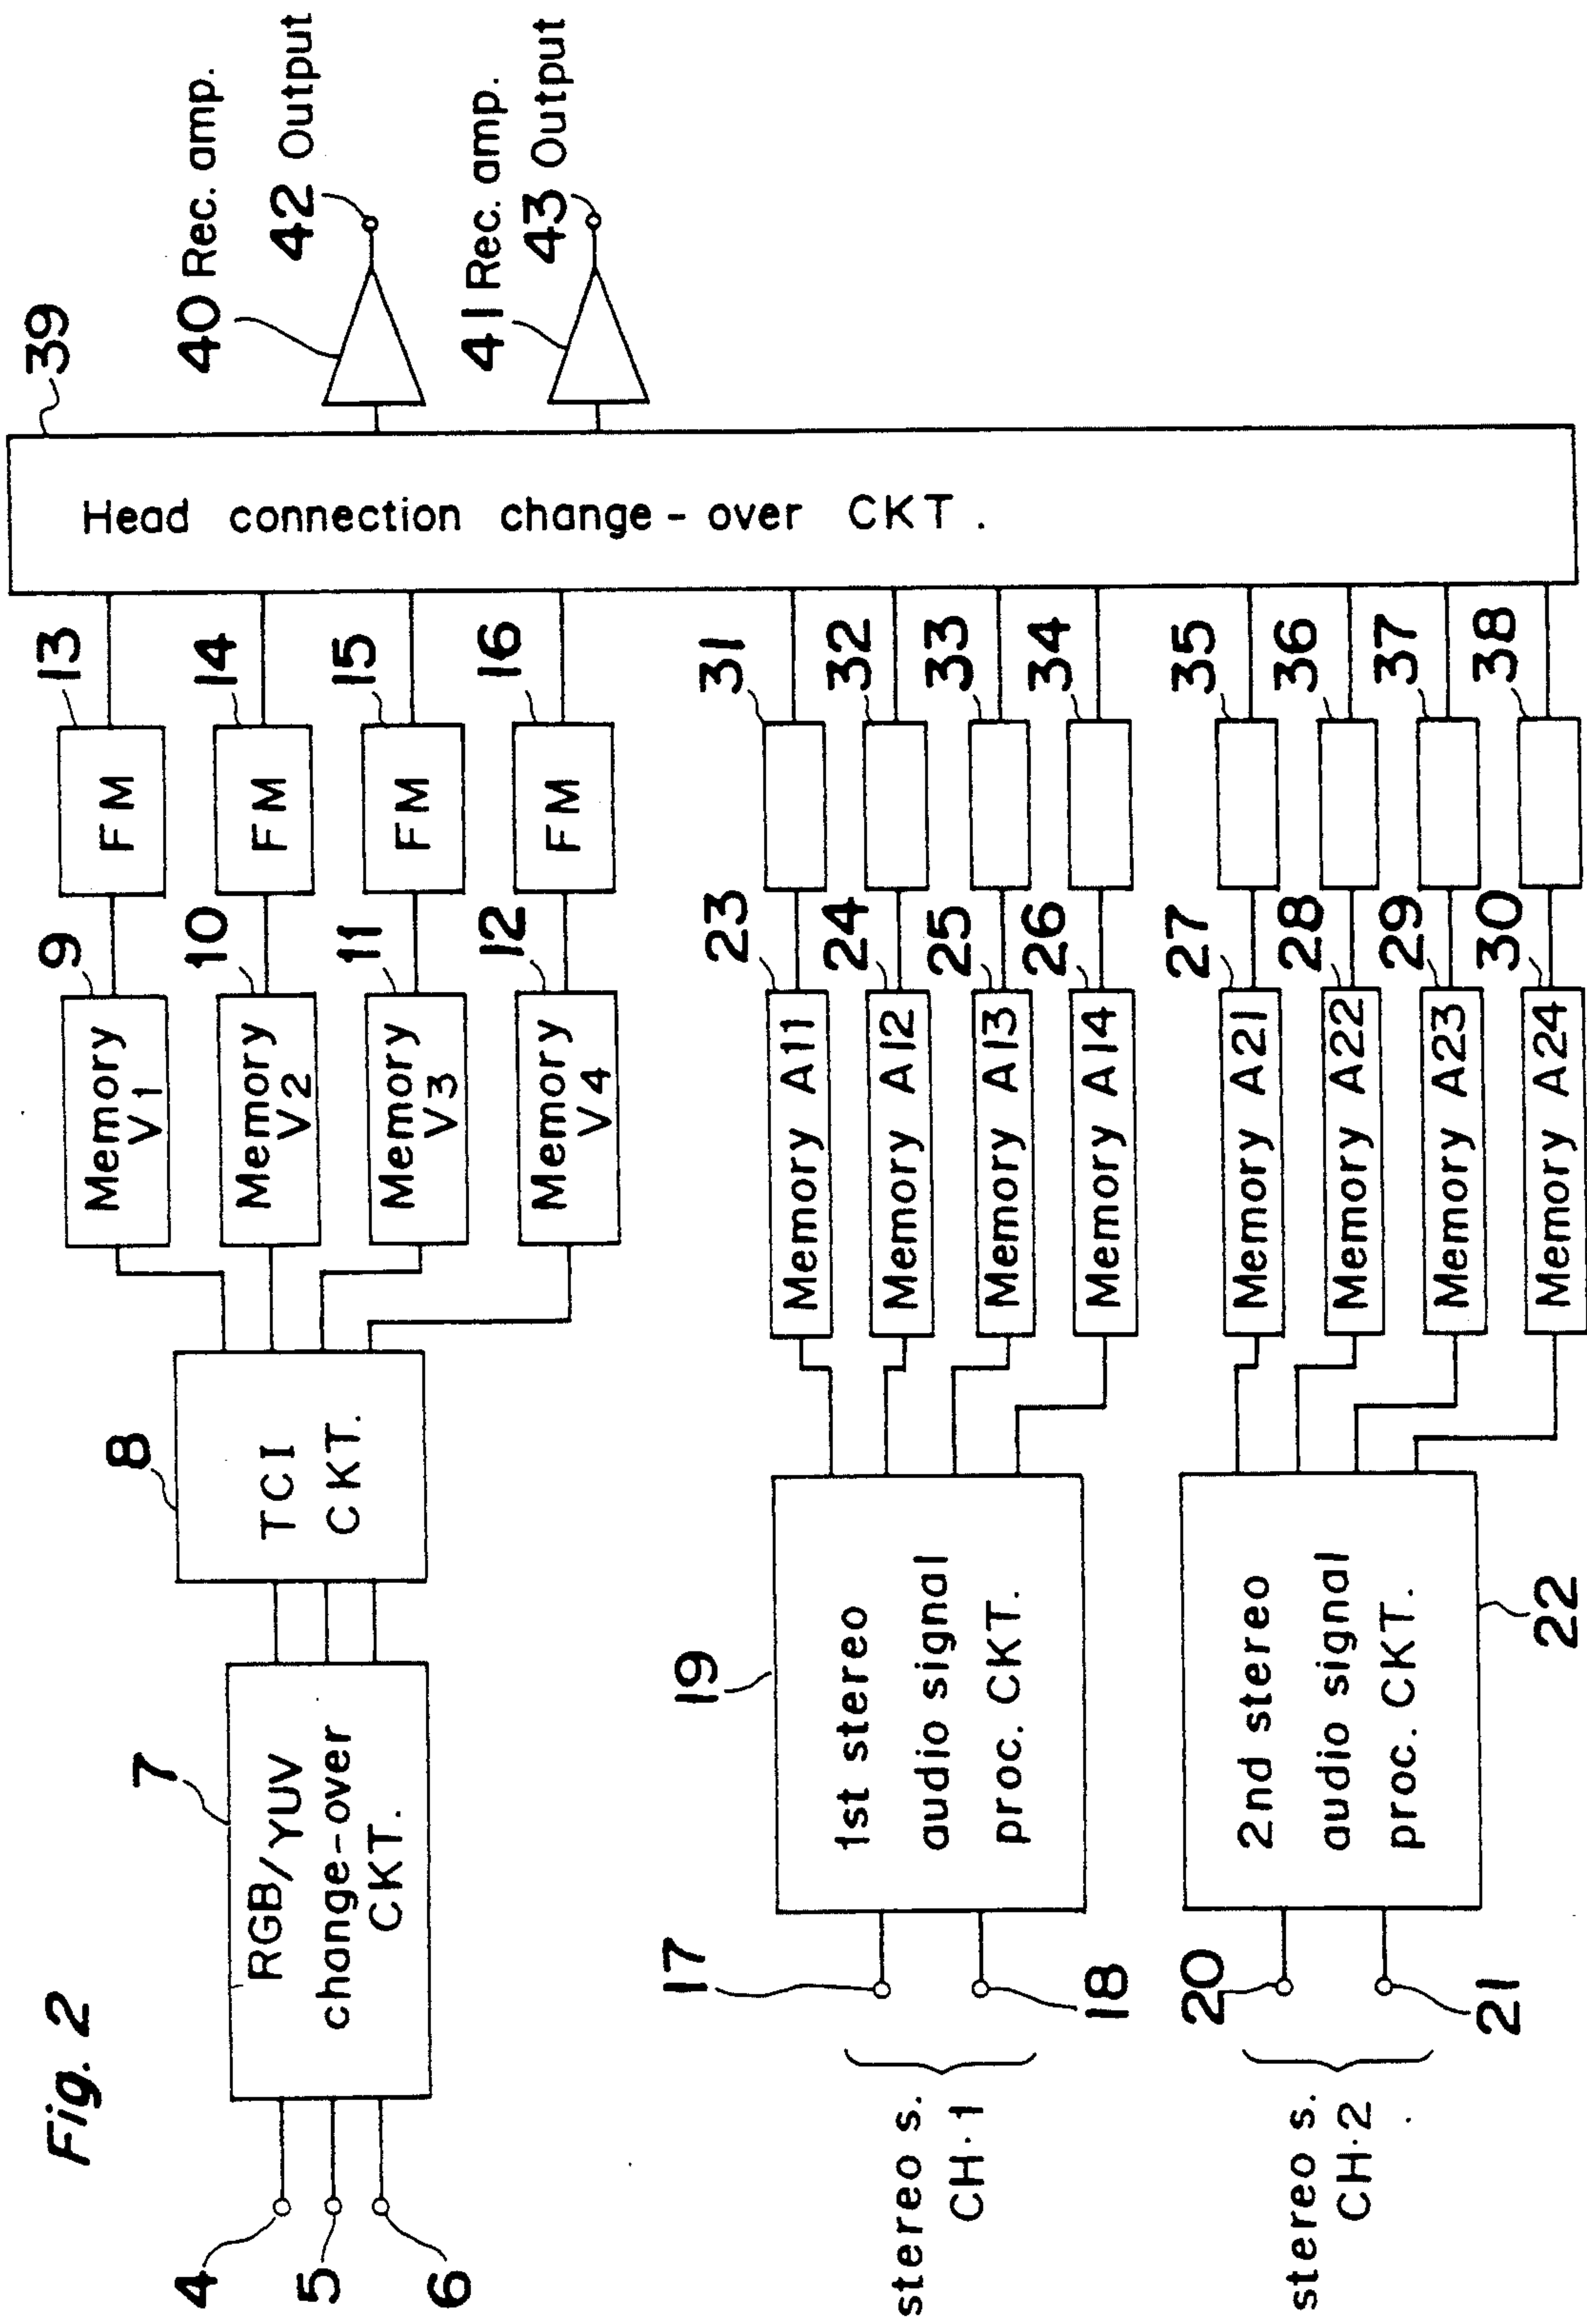 Fig. 2
4
5
6
7
RGB/YUV
change-over
CKT.
8
TCI
CKT.
9
Memory
V1
10
Memory
V2
11
Memory
V3
12
Memory
V4
13
FM
14
FM
15
FM
16
FM
stereo s.
CH·1
17
18
19
1st stereo
audio signal
proc. CKT.
23
Memory A11
24
Memory A12
25
Memory A13
26
Memory A14
31
32
33
34
stereo s.
CH·2
20
21
22
2nd stereo
audio signal
proc. CKT.
27
Memory A21
28
Memory A22
29
Memory A23
30
Memory A24
35
36
37
38
39
Head connection change-over CKT.
40 Rec. amp.
42 Output
41 Rec. amp.
43 Output